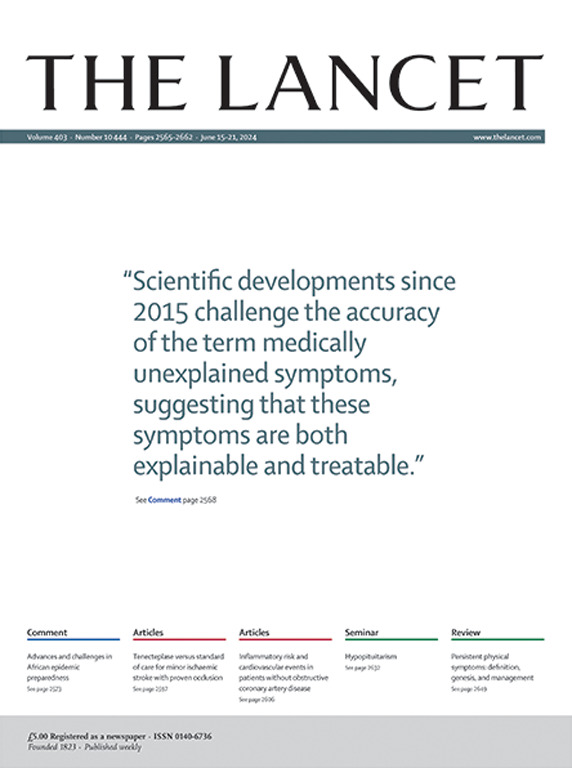 THE LANCET
Volume 403 · Number 10 444 · Pages 2565–2662 · June 15–21, 2024
www.thelancet.com
“Scientific developments since
2015 challenge the accuracy
of the term medically
unexplained symptoms,
suggesting that these
symptoms are both
explainable and treatable.”
See Comment page 2568
Comment
Advances and challenges in
African epidemic
preparedness
See page 2573
Articles
Tenecteplase versus standard
of care for minor ischaemic
stroke with proven occlusion
See page 2597
Articles
Inflammatory risk and
cardiovascular events in
patients without obstructive
coronary artery disease
See page 2606
Seminar
Hypopituitarism
See page 2632
Review
Persistent physical
symptoms: definition,
genesis, and management
See page 2649
£5.00 Registered as a newspaper · ISSN 0140-6736
Founded 1823 · Published weekly